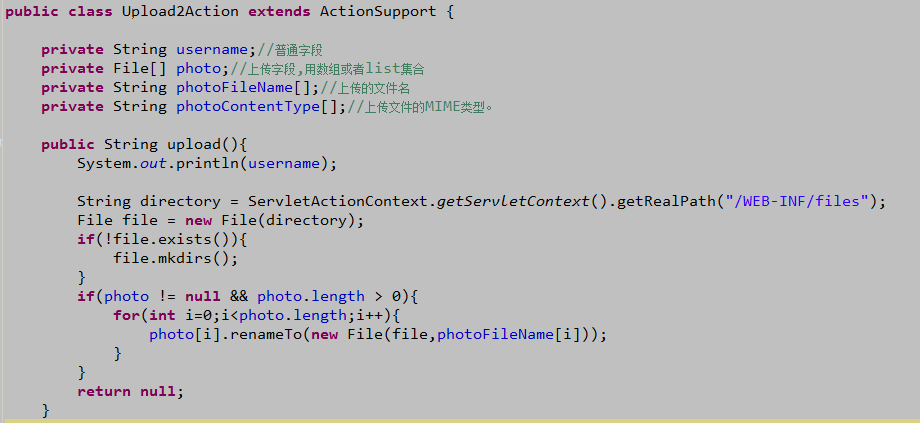 public class Upload2Action extends ActionSupport {
private String username;//普通字段
private File[] photo;//上传字段,用数组或者list集合
private String photoFileName[];//上传的文件名
private String photoContentType[];//上传文件的MIME类型。
public String upload(){
System.out.println(username);
String directory = ServletActionContext.getServletContext().getRealPath("/WEB-INF/files");
File file = new File(directory);
if(!file.exists()){
file.mkdirs();
}
if(photo != null && photo.length > 0){
for(int i=0;i<photo.length;i++){
photo[i].renameTo(new File(file,photoFileName[i]));
}
}
return null;
}